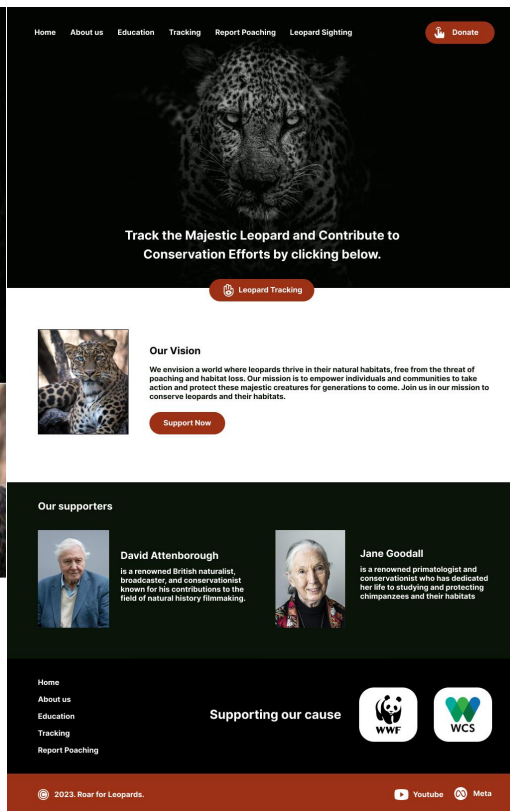 Home About us Education Tracking Report Poaching Leopard Sighting Donate
Track the Majestic Leopard and Contribute to
Conservation Efforts by clicking below.
Leopard Tracking
Our Vision
We envision a world where leopards thrive in their natural habitats, free from the threat of
poaching and habitat loss. Our mission is to empower individuals and communities to take
action and protect these majestic creatures for generations to come. Join us in our mission to
conserve leopards and their habitats.
Support Now
Our supporters
David Attenborough
is a renowned British naturalist,
broadcaster, and conservationist
known for his contributions to the
field of natural history filmmaking.
Jane Goodall
is a renowned primatologist and
conservationist who has dedicated
her life to studying and protecting
chimpanzees and their habitats
Home
About us
Education
Tracking
Report Poaching
Supporting our cause
WWF
WCS
© 2023. Roar for Leopards.
Youtube Meta